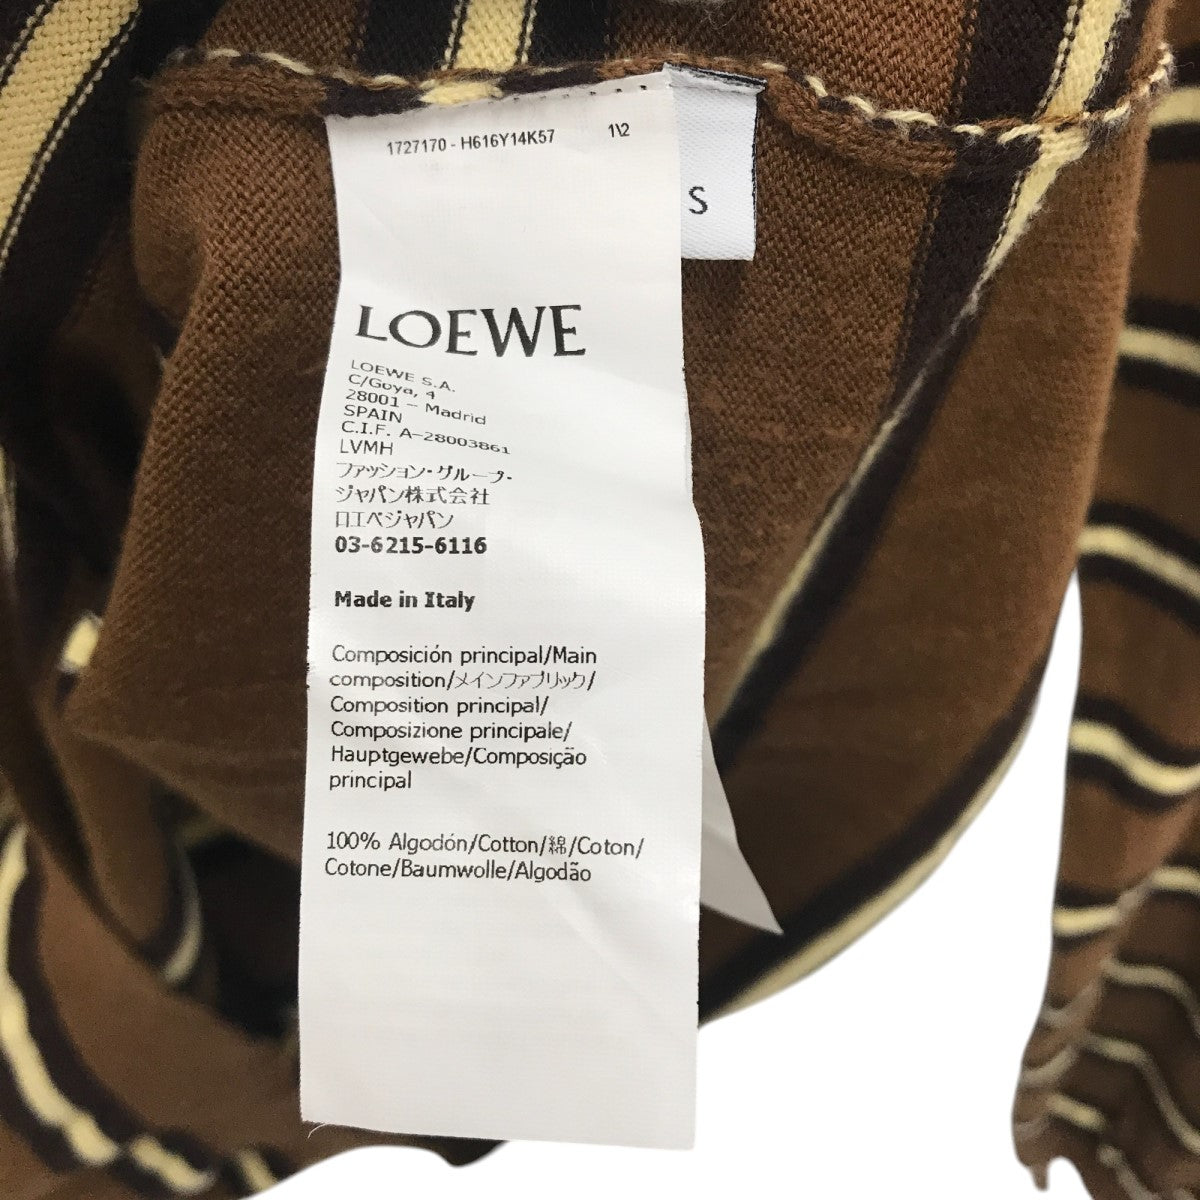 1727170 - H616Y14K57 1\2
S
LOEWE
LOEWE S.A.
C/Goya, 4
28001 – Madrid
SPAIN
C.I.F. A-28003861
LVMH
ファッション・グループ・
ジャパン株式会社
ロエベジャパン
03-6215-6116
Made in Italy
Composición principal/Main
composition/メインファブリック/
Composition principal/
Composizione principale/
Hauptgewebe/Composição
principal
100% Algodón/Cotton/綿/Coton/
Cotone/Baumwolle/Algodão